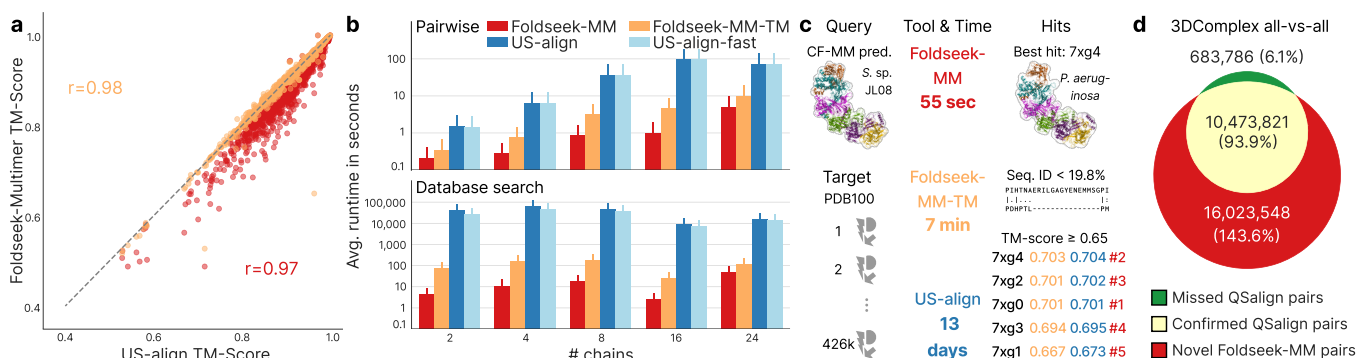 a
Foldseek-Multimer TM-Score
1.0
0.8
0.6
0.4
r=0.98
r=0.97
0.4
0.6
0.8
1.0
US-align TM-Score
b
Avg. runtime in seconds
Pairwise
Foldseek-MM
Foldseek-MM-TM
US-align
US-align-fast
100
10
1
0.1
Database search
100,000
10,000
1,000
100
10
1
0.1
2
4
8
16
24
# chains
c
Query
Tool & Time
Hits
CF-MM pred.
S. sp.
JL08
Foldseek-
MM
55 sec
Best hit: 7xg4
P. aerug-
inosa
Target
PDB100
1
2
⋮
426k
Foldseek-
MM-TM
7 min
US-align
13
days
Seq. ID < 19.8%
PIHTNAERILGAGYENEMMSGPI
|.|... |:
PDHPTL---------------PM
TM-score ≥ 0.65
7xg4 0.703 0.704 #2
7xg2 0.701 0.702 #3
7xg0 0.701 0.701 #1
7xg3 0.694 0.695 #4
7xg1 0.667 0.673 #5
d
3DComplex all-vs-all
683,786 (6.1%)
10,473,821
(93.9%)
16,023,548
(143.6%)
Missed QSalign pairs
Confirmed QSalign pairs
Novel Foldseek-MM pairs